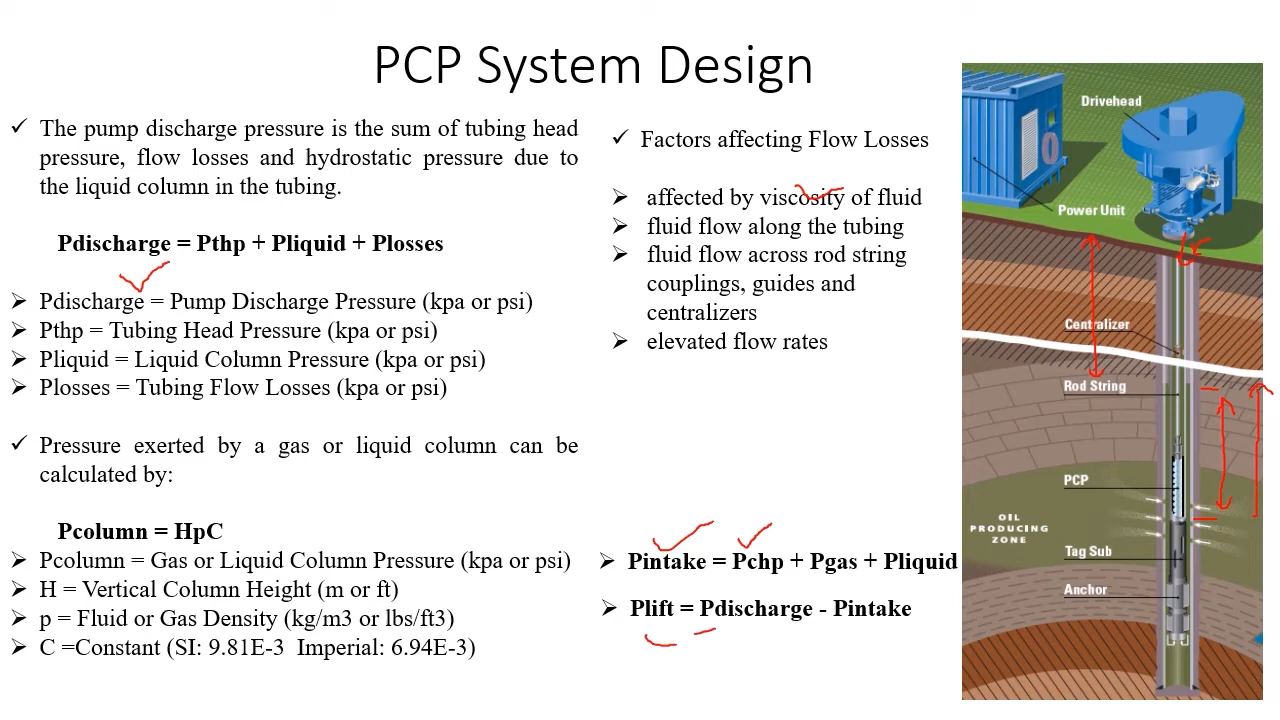 PCP System Design
✓ The pump discharge pressure is the sum of tubing head
pressure, flow losses and hydrostatic pressure due to
the liquid column in the tubing.
Pdischarge = Pthp + Pliquid + Plosses
➢ Pdischarge = Pump Discharge Pressure (kpa or psi)
➢ Pthp = Tubing Head Pressure (kpa or psi)
➢ Pliquid = Liquid Column Pressure (kpa or psi)
➢ Plosses = Tubing Flow Losses (kpa or psi)
✓ Pressure exerted by a gas or liquid column can be
calculated by:
Pcolumn = HpC
➢ Pcolumn = Gas or Liquid Column Pressure (kpa or psi)
➢ H = Vertical Column Height (m or ft)
➢ p = Fluid or Gas Density (kg/m3 or lbs/ft3)
➢ C =Constant (SI: 9.81E-3 Imperial: 6.94E-3)
✓ Factors affecting Flow Losses
➢ affected by viscosity of fluid
➢ fluid flow along the tubing
➢ fluid flow across rod string
couplings, guides and
centralizers
➢ elevated flow rates
➢ Pintake = Pchp + Pgas + Pliquid
➢ Plift = Pdischarge - Pintake
Drivehead
Power Unit
Centralizer
Rod String
PCP
OIL
PRODUCING
ZONE
Tag Sub
Anchor